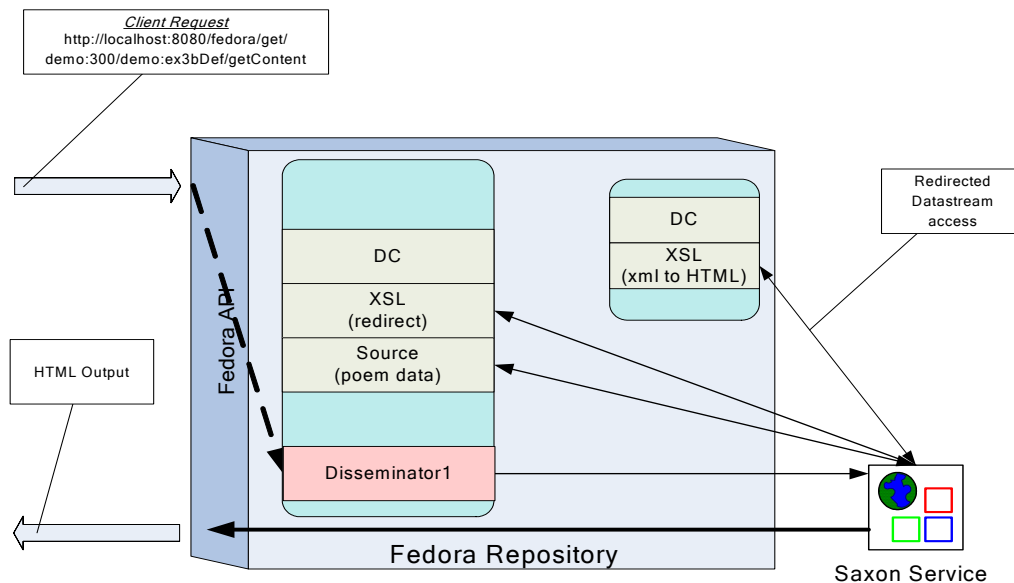 Client Request
http://localhost:8080/fedora/get/
demo:300/demo:ex3bDef/getContent
Redirected
Datastream
access
DC
XSL
(xml to HTML)
DC
XSL
(redirect)
Source
(poem data)
Fedora API
HTML Output
Disseminator1
Fedora Repository
Saxon Service